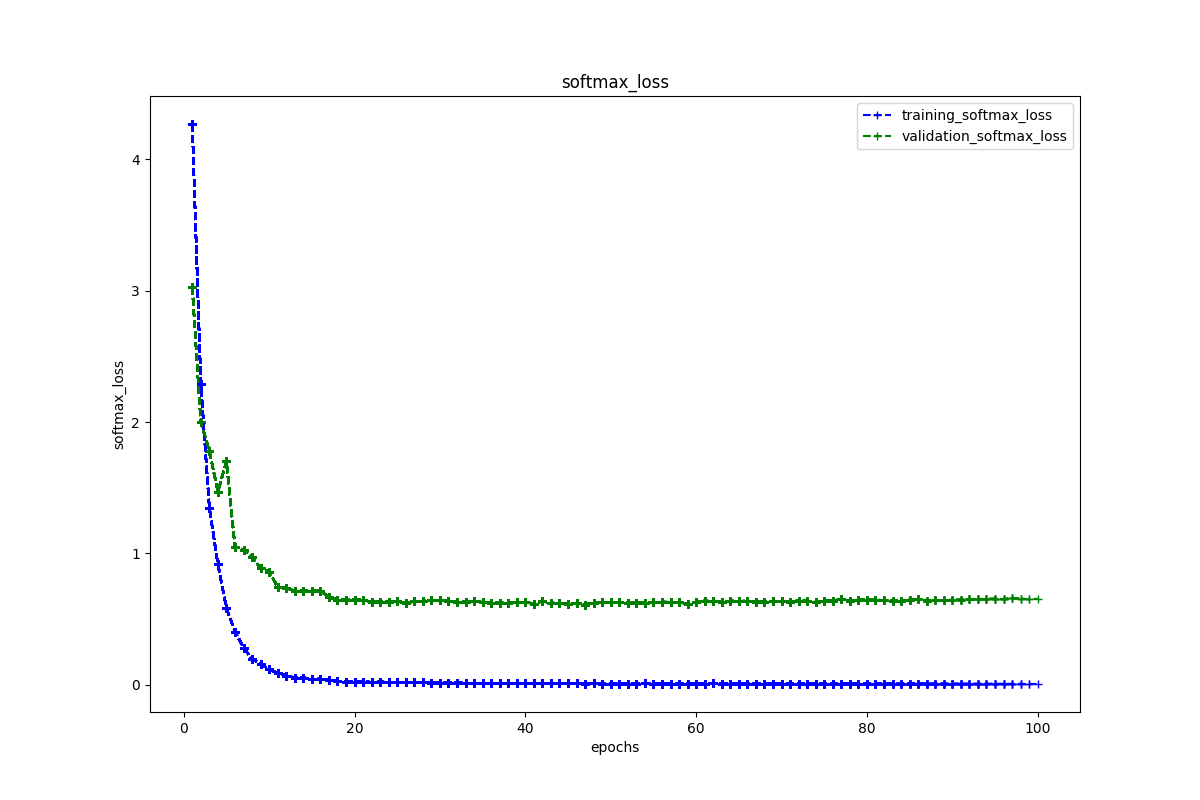 softmax_loss
training_softmax_loss
validation_softmax_loss
softmax_loss
4
3
2
1
0
0 20 40 60 80 100
epochs